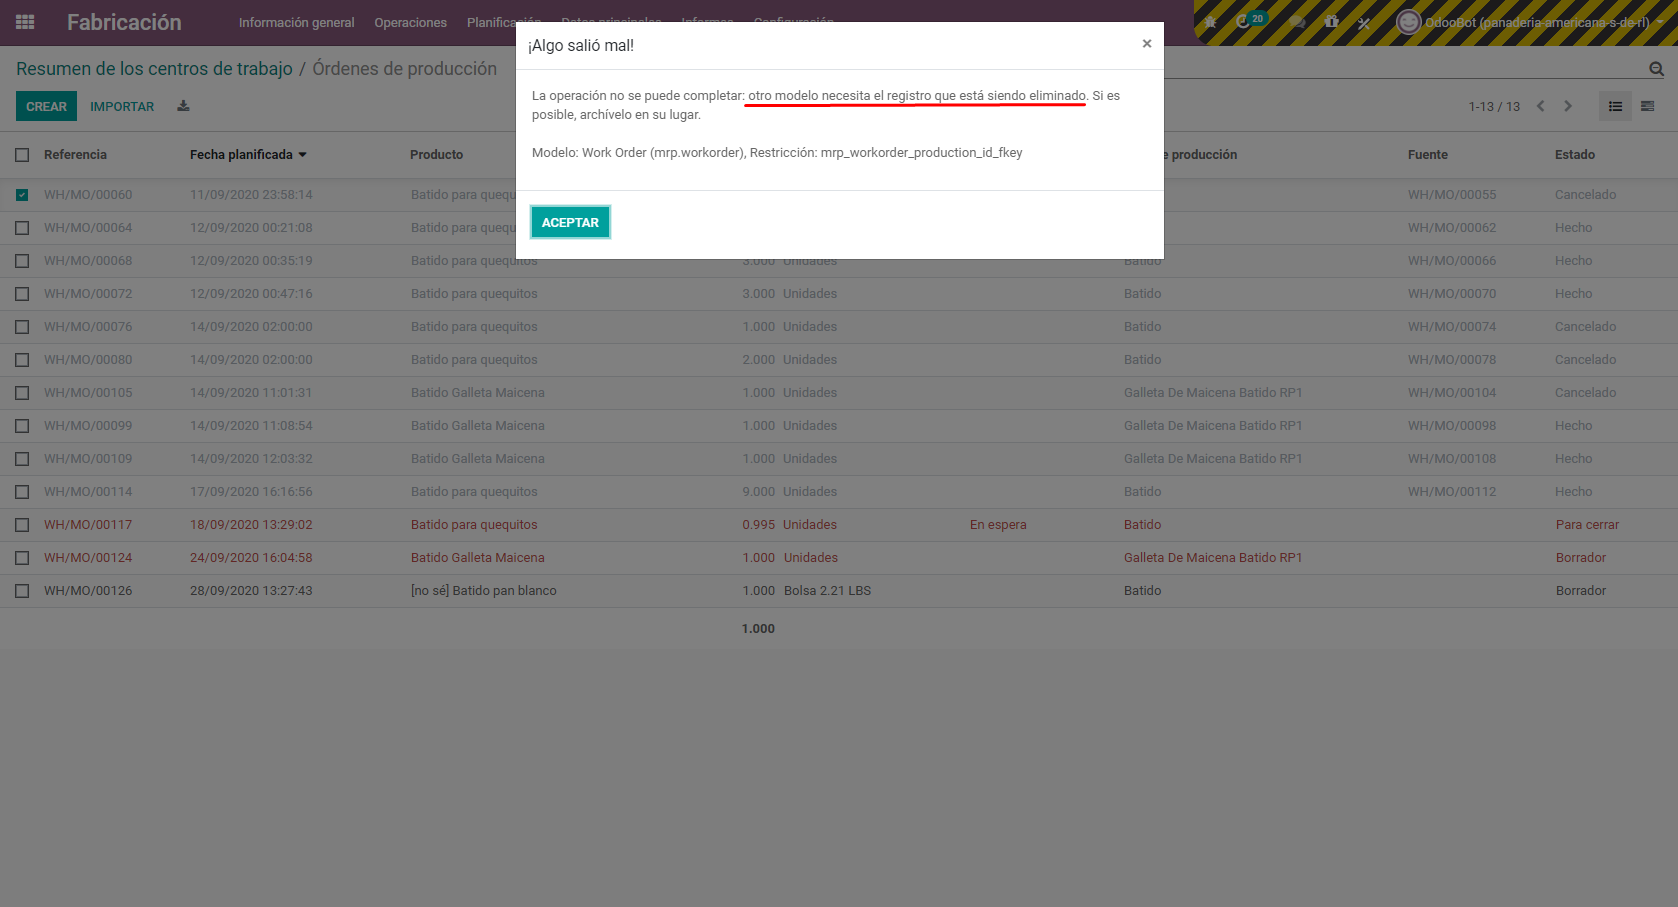 Fabricación Información general Operaciones Planificación Datos principales Informes Configuración 20 OdooBot (panaderia-americana-s-de-rl)
¡Algo salió mal! ×
Resumen de los centros de trabajo / Órdenes de producción
La operación no se puede completar: otro modelo necesita el registro que está siendo eliminado. Si es
posible, archívelo en su lugar.
CREAR IMPORTAR 1-13 / 13
Modelo: Work Order (mrp.workorder), Restricción: mrp_workorder_production_id_fkey
ACEPTAR
Referencia Fecha planificada Producto e producción Fuente Estado
WH/MO/00060 11/09/2020 23:58:14 Batido para quequ WH/MO/00055 Cancelado
WH/MO/00064 12/09/2020 00:21:08 Batido para quequ WH/MO/00062 Hecho
WH/MO/00068 12/09/2020 00:35:19 Batido para quequitos 3.000 Unidades Batido WH/MO/00066 Hecho
WH/MO/00072 12/09/2020 00:47:16 Batido para quequitos 3.000 Unidades Batido WH/MO/00070 Hecho
WH/MO/00076 14/09/2020 02:00:00 Batido para quequitos 1.000 Unidades Batido WH/MO/00074 Cancelado
WH/MO/00080 14/09/2020 02:00:00 Batido para quequitos 2.000 Unidades Batido WH/MO/00078 Cancelado
WH/MO/00105 14/09/2020 11:01:31 Batido Galleta Maicena 1.000 Unidades Galleta De Maicena Batido RP1 WH/MO/00104 Cancelado
WH/MO/00099 14/09/2020 11:08:54 Batido Galleta Maicena 1.000 Unidades Galleta De Maicena Batido RP1 WH/MO/00098 Hecho
WH/MO/00109 14/09/2020 12:03:32 Batido Galleta Maicena 1.000 Unidades Galleta De Maicena Batido RP1 WH/MO/00108 Hecho
WH/MO/00114 17/09/2020 16:16:56 Batido para quequitos 9.000 Unidades Batido WH/MO/00112 Hecho
WH/MO/00117 18/09/2020 13:29:02 Batido para quequitos 0.995 Unidades En espera Batido Para cerrar
WH/MO/00124 24/09/2020 16:04:58 Batido Galleta Maicena 1.000 Unidades Galleta De Maicena Batido RP1 Borrador
WH/MO/00126 28/09/2020 13:27:43 [no sé] Batido pan blanco 1.000 Bolsa 2.21 LBS Batido Borrador
1.000